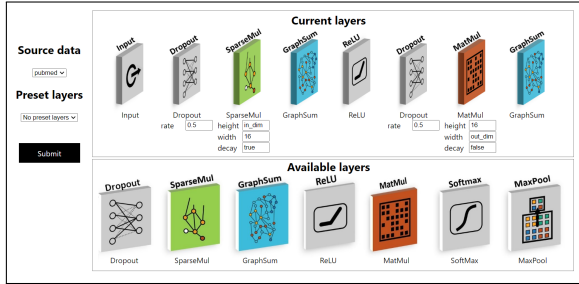 Source data
pubmed
Preset layers
No preset layers
Submit
Current layers
Input
Dropout
SparseMul
GraphSum
ReLU
Dropout
MatMul
GraphSum
Input
Dropout
SparseMul
GraphSum
ReLU
Dropout
MatMul
GraphSum
rate 0.5
height in_dim
width 16
decay true
rate 0.5
height 16
width out_dim
decay false
Available layers
Dropout
SparseMul
GraphSum
ReLU
MatMul
Softmax
MaxPool
Dropout
SparseMul
GraphSum
ReLU
MatMul
SoftMax
MaxPool